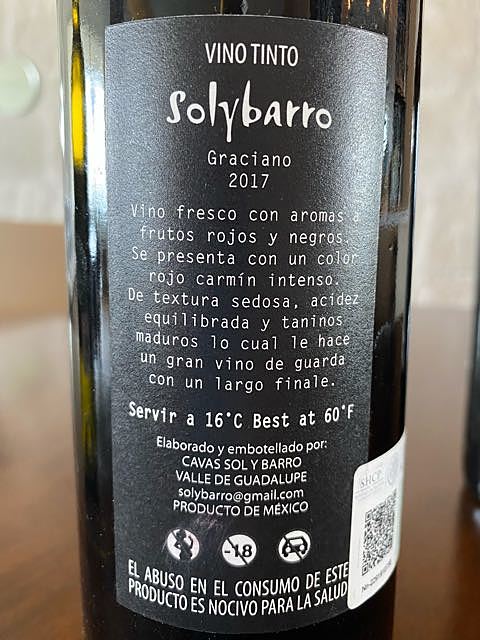 VINO TINTO
Solybarro
Graciano
2017
Vino fresco con aromas a
frutos rojos y negros.
Se presenta con un color
rojo carmín intenso.
De textura sedosa, acidez
equilibrada y taninos
maduros lo cual le hace
un gran vino de guarda
con un largo finale.
Servir a 16°C Best at 60°F
Elaborado y embotellado por:
CAVAS SOL Y BARRO
VALLE DE GUADALUPE
solybarro@gmail.com
PRODUCTO DE MÉXICO
-18
SHCP
EL ABUSO EN EL CONSUMO DE ESTE
PRODUCTO ES NOCIVO PARA LA SALUD